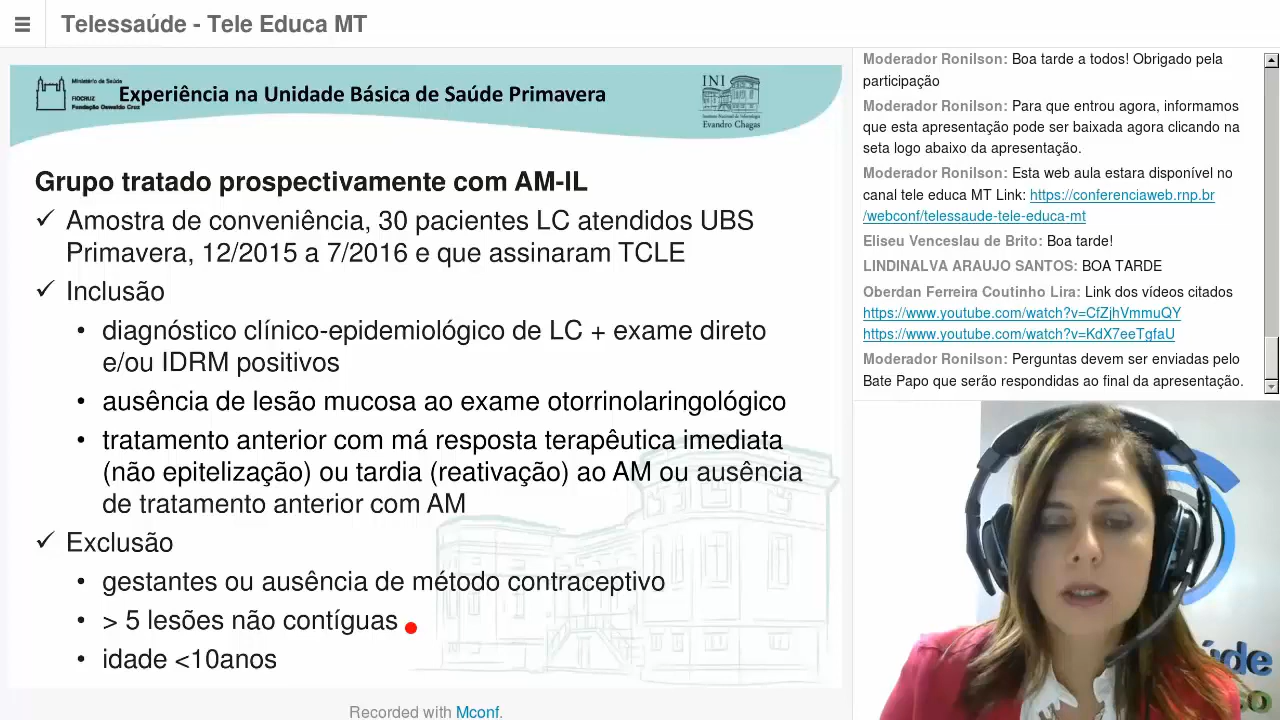 Telessaúde - Tele Educa MT
Ministério da Saúde
FIOCRUZ
Fundação Oswaldo Cruz
Experiência na Unidade Básica de Saúde Primavera
INI
Evandro Chagas
Grupo tratado prospectivamente com AM-IL
✓ Amostra de conveniência, 30 pacientes LC atendidos UBS
Primavera, 12/2015 a 7/2016 e que assinaram TCLE
✓ Inclusão
• diagnóstico clínico-epidemiológico de LC + exame direto
e/ou IDRM positivos
• ausência de lesão mucosa ao exame otorrinolaringológico
• tratamento anterior com má resposta terapêutica imediata
(não epitelização) ou tardia (reativação) ao AM ou ausência
de tratamento anterior com AM
✓ Exclusão
• gestantes ou ausência de método contraceptivo
• > 5 lesões não contíguas
• idade <10anos
Recorded with Mconf.
Moderador Ronilson: Boa tarde a todos! Obrigado pela
participação
Moderador Ronilson: Para que entrou agora, informamos
que esta apresentação pode ser baixada agora clicando na
seta logo abaixo da apresentação.
Moderador Ronilson: Esta web aula estara disponível no
canal tele educa MT Link: https://conferenciaweb.rnp.br
/webconf/telessaude-tele-educa-mt
Eliseu Venceslau de Brito: Boa tarde!
LINDINALVA ARAUJO SANTOS: BOA TARDE
Oberdan Ferreira Coutinho Lira: Link dos vídeos citados
https://www.youtube.com/watch?v=CfZjhVmmuQY
https://www.youtube.com/watch?v=KdX7eeTgfaU
Moderador Ronilson: Perguntas devem ser enviadas pelo
Bate Papo que serão respondidas ao final da apresentação.